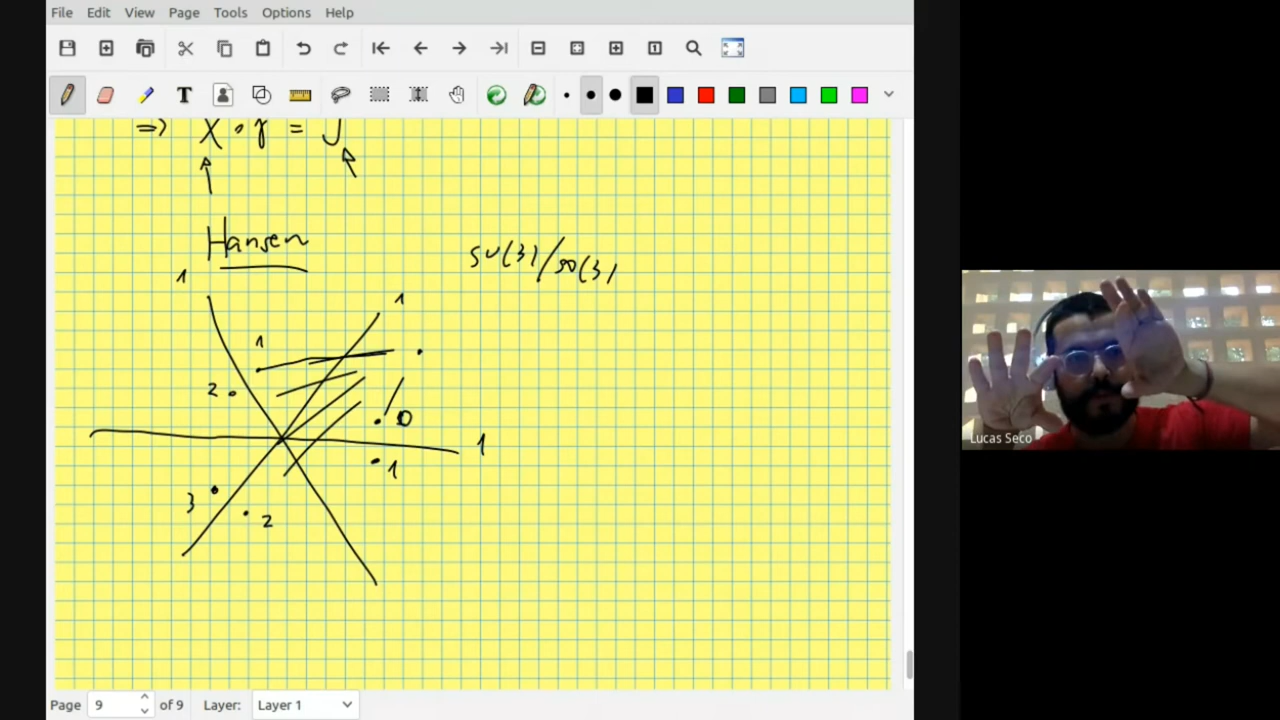 File Edit View Page Tools Options Help
T
=> X · γ = J
Hansen
SU(3)/SO(3)
1
1
1
2
0
1
1
3
2
Lucas Seco
Page 9 of 9 Layer: Layer 1